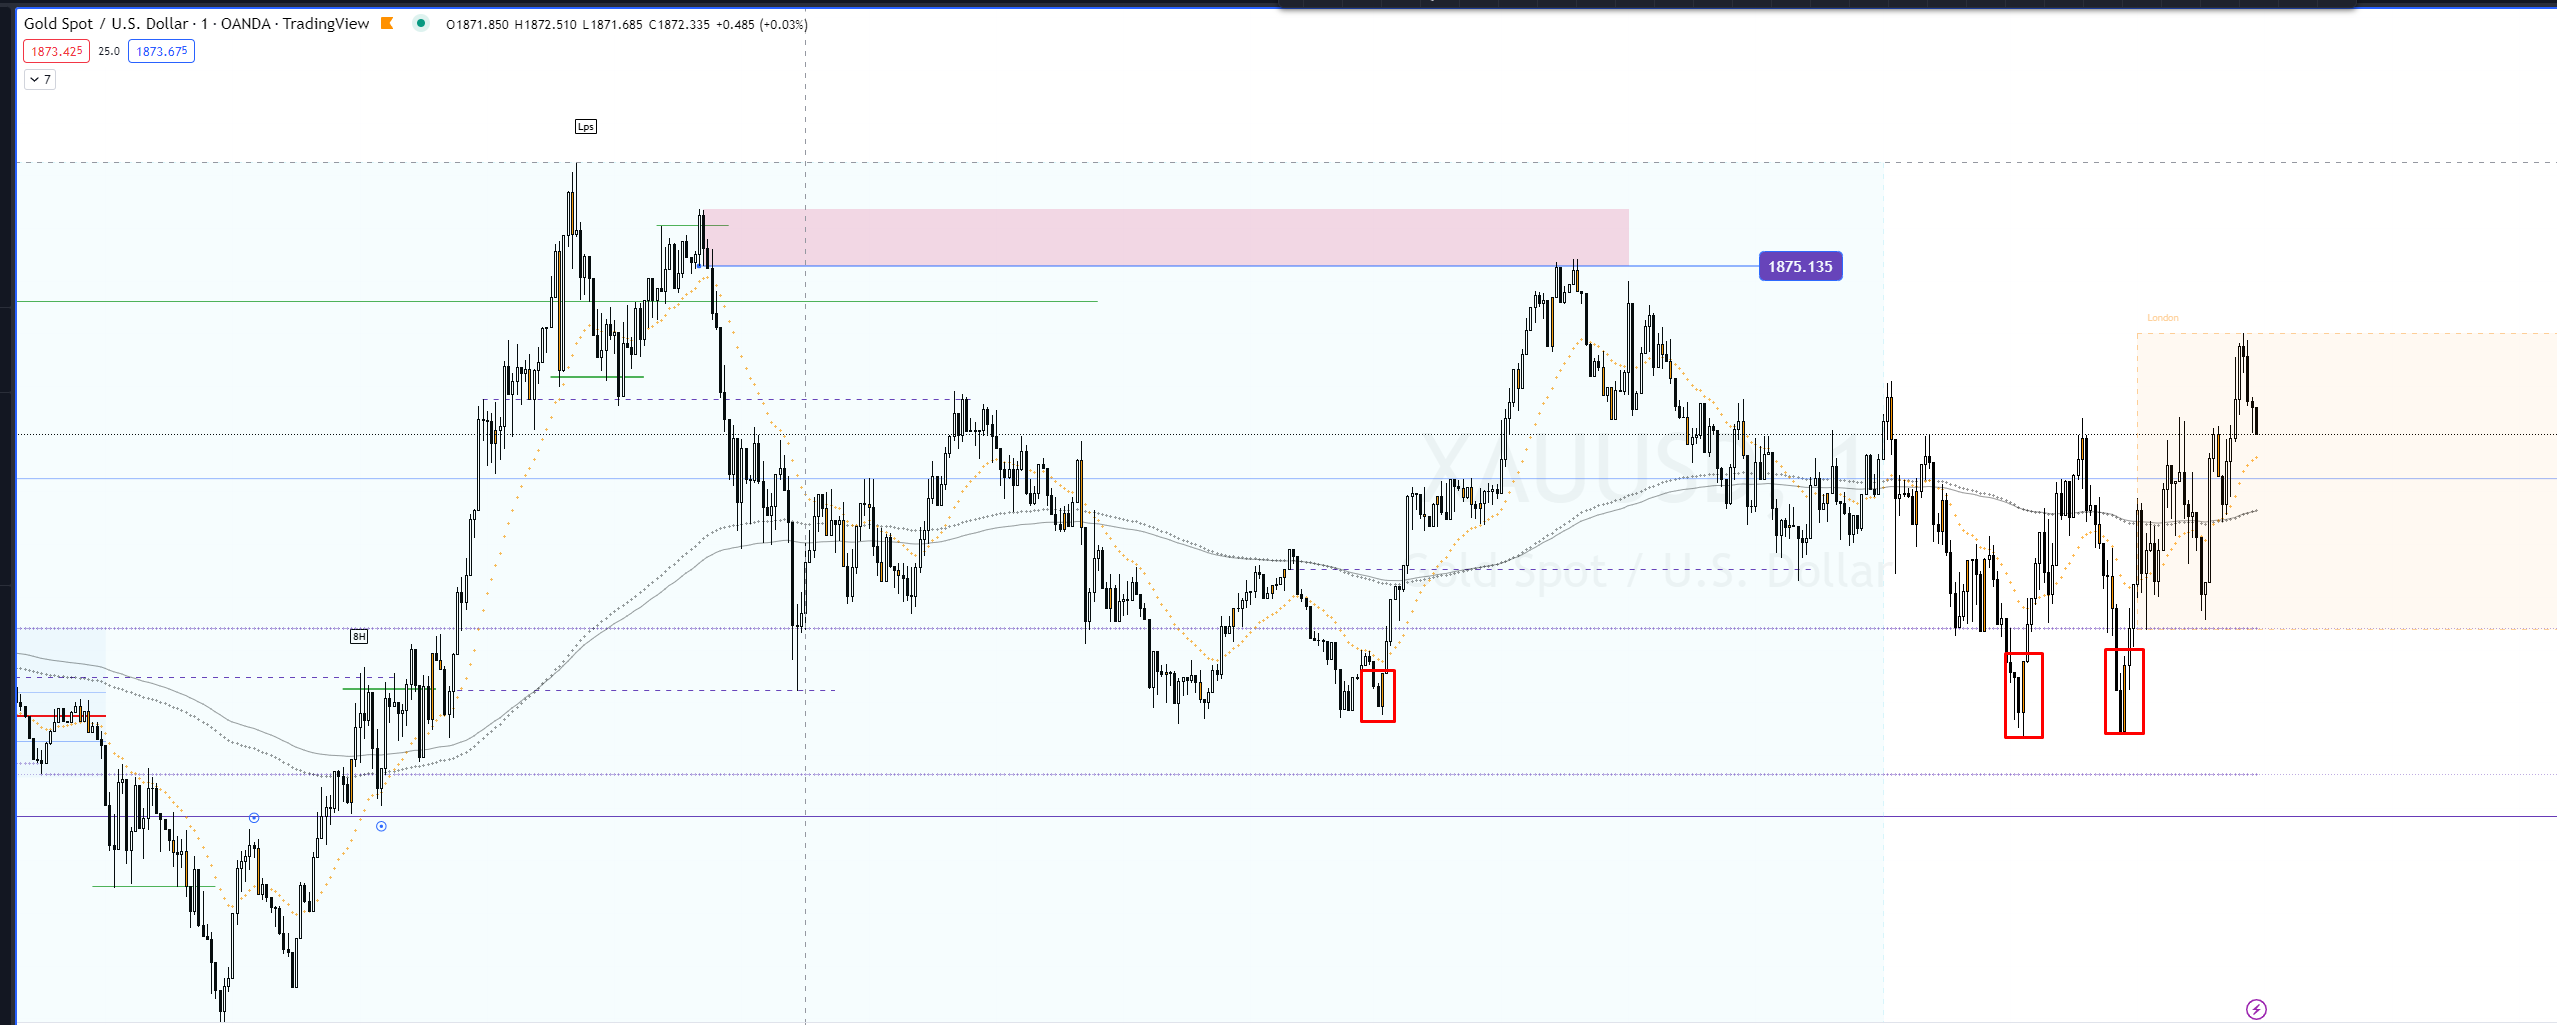 Gold Spot / U.S. Dollar · 1 · OANDA · TradingView O1871.850 H1872.510 L1871.685 C1872.335 +0.485 (+0.03%)
1873.425 25.0 1873.675
7
Lps
1875.135
London
XAUUSD, 1
Gold Spot / U.S. Dollar
8H